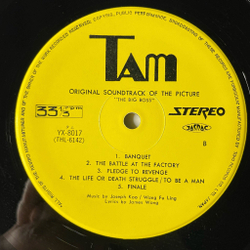 TAM
ORIGINAL SOUNDTRACK OF THE PICTURE
"THE BIG BOSS"
33 1/3
STEREO
YX-8017
(THL-6142)
B
1. BANQUET
2. THE BATTLE AT THE FACTORY
3. PLEDGE TO REVENGE
4. THE LIFE OR DEATH STRUGGLE/TO BE A MAN
5. FINALE
Music by Joseph Koo/Wang Fu Ling
Lyrics by James Wong